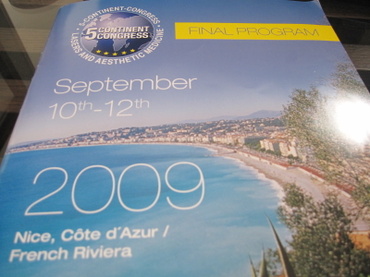 5-CONTINENT-CONGRESS
5 CONTINENT
CONGRESS
LASERS AND AESTHETIC MEDICINE
FINAL PROGRAM
September
10th-12th
2009
Nice, Côte d'Azur /
French Riviera